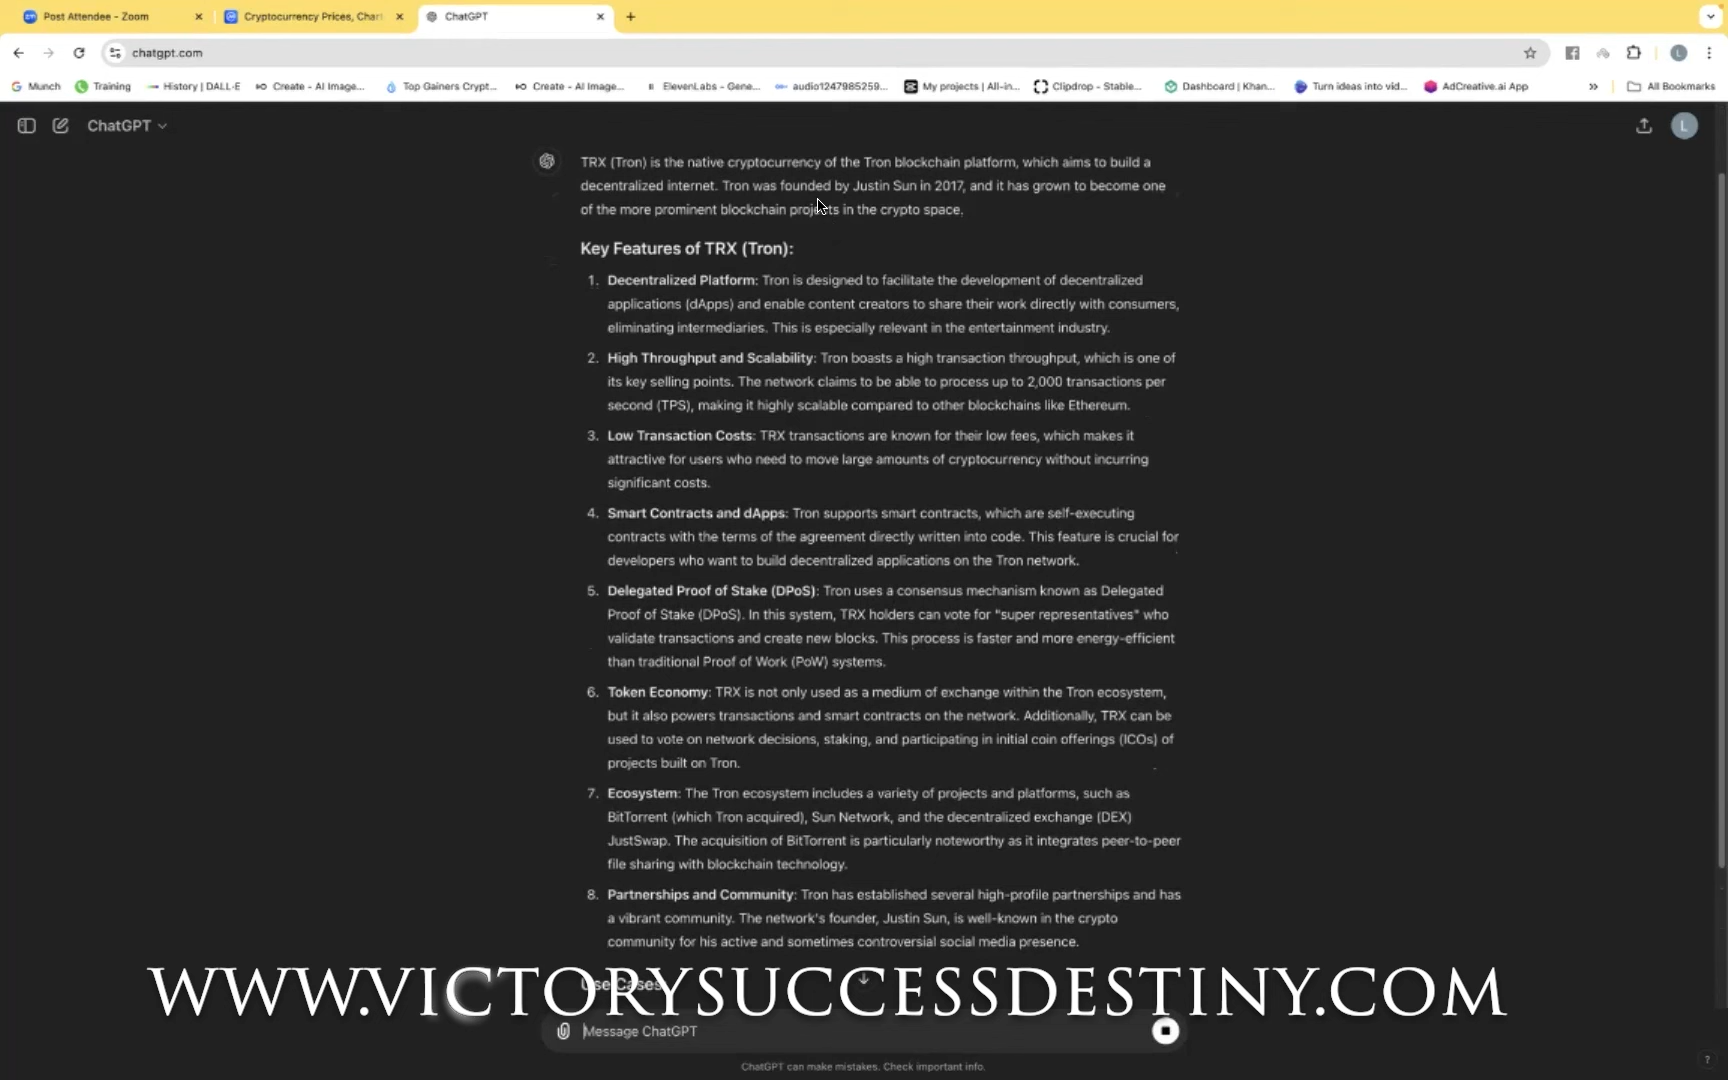 Post Attendee - Zoom
Cryptocurrency Prices, Char
ChatGPT
chatgpt.com
Munch
Training
History | DALL·E
Create - AI Image...
Top Gainers Crypt...
Create - AI Image...
ElevenLabs - Gene...
audio1247985259...
My projects | All-in...
Clipdrop - Stable...
Dashboard | Khan...
Turn ideas into vid...
AdCreative.ai App
All Bookmarks
ChatGPT
L
TRX (Tron) is the native cryptocurrency of the Tron blockchain platform, which aims to build a
decentralized internet. Tron was founded by Justin Sun in 2017, and it has grown to become one
of the more prominent blockchain projects in the crypto space.
Key Features of TRX (Tron):
1. Decentralized Platform: Tron is designed to facilitate the development of decentralized
applications (dApps) and enable content creators to share their work directly with consumers,
eliminating intermediaries. This is especially relevant in the entertainment industry.
2. High Throughput and Scalability: Tron boasts a high transaction throughput, which is one of
its key selling points. The network claims to be able to process up to 2,000 transactions per
second (TPS), making it highly scalable compared to other blockchains like Ethereum.
3. Low Transaction Costs: TRX transactions are known for their low fees, which makes it
attractive for users who need to move large amounts of cryptocurrency without incurring
significant costs.
4. Smart Contracts and dApps: Tron supports smart contracts, which are self-executing
contracts with the terms of the agreement directly written into code. This feature is crucial for
developers who want to build decentralized applications on the Tron network.
5. Delegated Proof of Stake (DPoS): Tron uses a consensus mechanism known as Delegated
Proof of Stake (DPoS). In this system, TRX holders can vote for "super representatives" who
validate transactions and create new blocks. This process is faster and more energy-efficient
than traditional Proof of Work (PoW) systems.
6. Token Economy: TRX is not only used as a medium of exchange within the Tron ecosystem,
but it also powers transactions and smart contracts on the network. Additionally, TRX can be
used to vote on network decisions, staking, and participating in initial coin offerings (ICOs) of
projects built on Tron.
7. Ecosystem: The Tron ecosystem includes a variety of projects and platforms, such as
BitTorrent (which Tron acquired), Sun Network, and the decentralized exchange (DEX)
JustSwap. The acquisition of BitTorrent is particularly noteworthy as it integrates peer-to-peer
file sharing with blockchain technology.
8. Partnerships and Community: Tron has established several high-profile partnerships and has
a vibrant community. The network's founder, Justin Sun, is well-known in the crypto
community for his active and sometimes controversial social media presence.
Use Cases
WWW.VICTORYSUCCESSDESTINY.COM
Message ChatGPT
ChatGPT can make mistakes. Check important info.
?